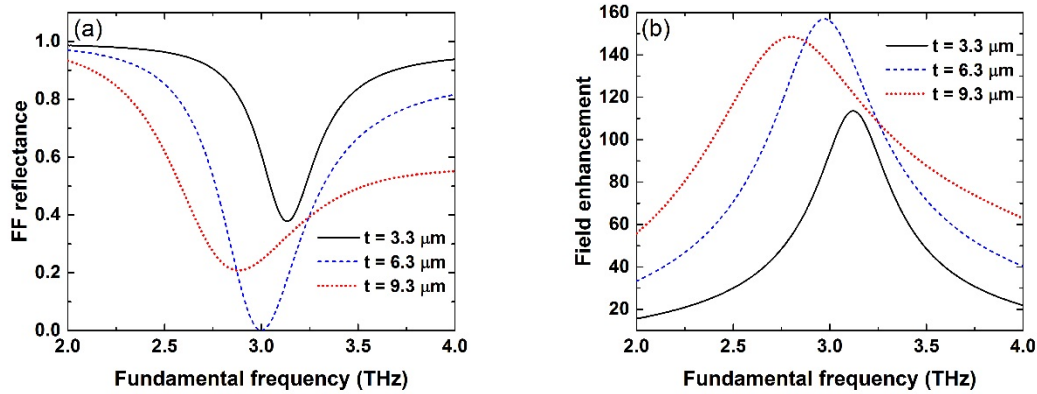 (a)
1.0
0.8
0.6
0.4
0.2
0.0
FF reflectance
t = 3.3 μm
t = 6.3 μm
t = 9.3 μm
2.0 2.5 3.0 3.5 4.0
Fundamental frequency (THz)
(b)
160
140
120
100
80
60
40
20
Field enhancement
t = 3.3 μm
t = 6.3 μm
t = 9.3 μm
2.0 2.5 3.0 3.5 4.0
Fundamental frequency (THz)